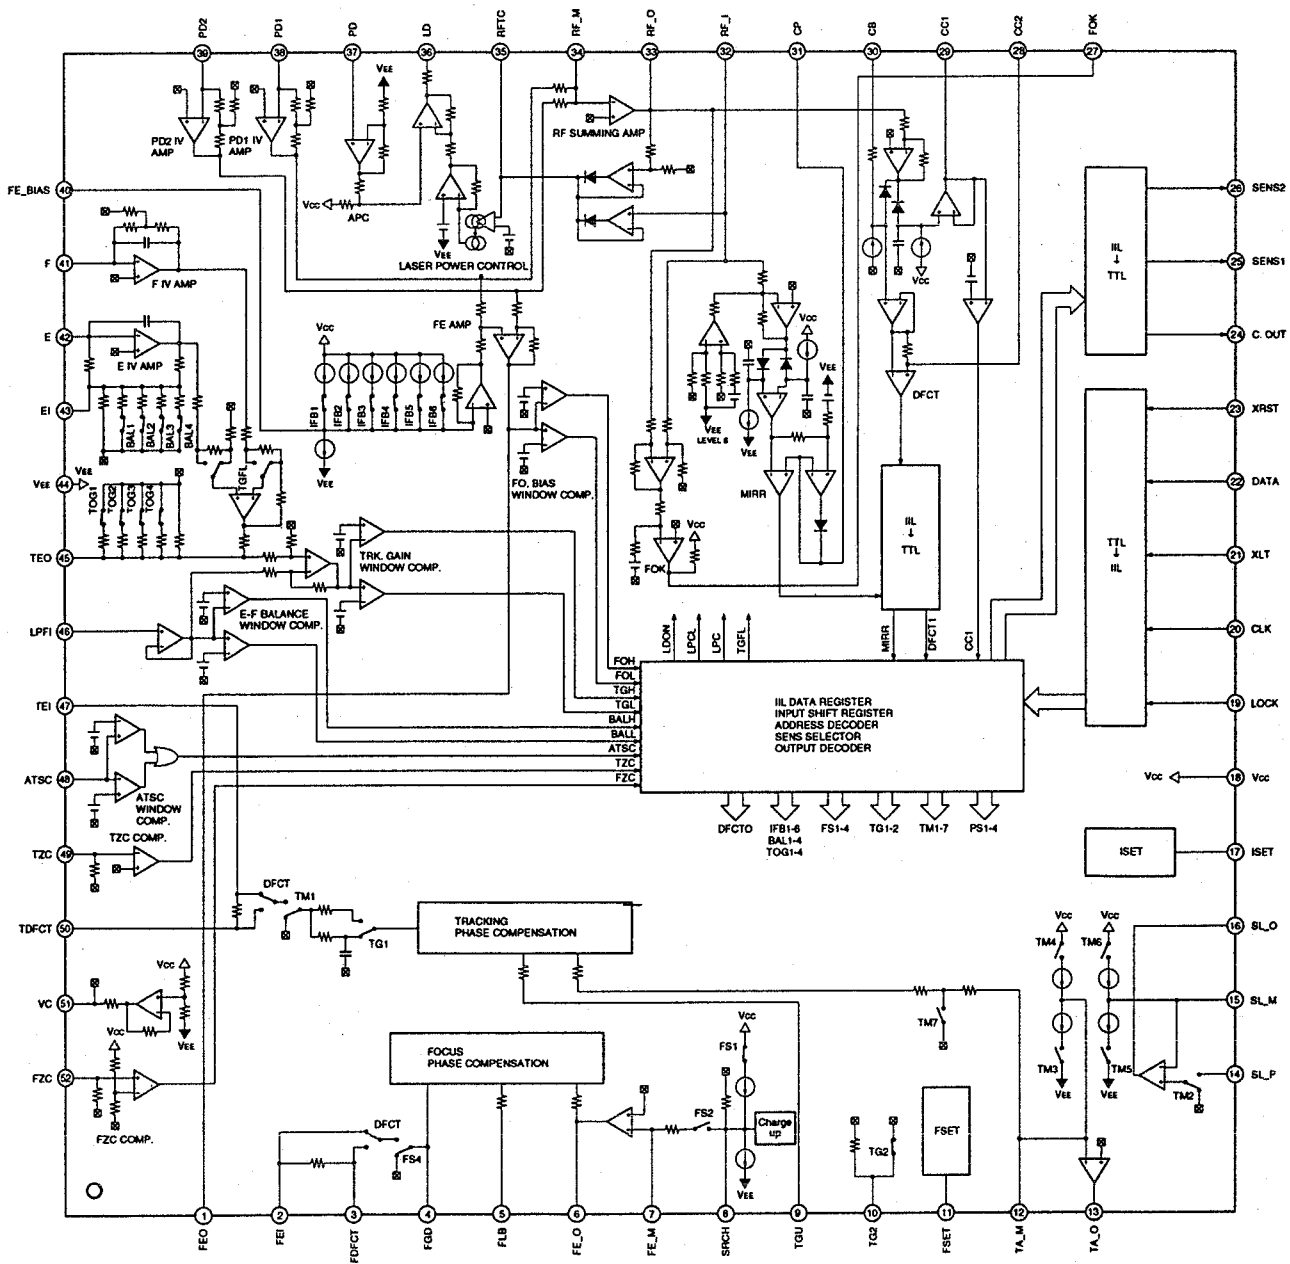 PD2
PD1
PD
LD
RFTC
RF_M
RF_O
RF_I
CP
CB
CC1
CC2
FOK
39
38
37
36
35
34
33
32
31
30
29
28
27
VEE
PD2 IV
AMP
PD1 IV
AMP
RF SUMMING AMP
FE_BIAS
40
Vcc
APC
VEE
LASER POWER CONTROL
IIL
↓
TTL
26
SENS2
25
SENS1
24
C. OUT
F
41
F IV AMP
Vcc
FE AMP
Vcc
VEE
E
42
E IV AMP
EI
43
BAL1
BAL2
BAL3
BAL4
TGFL
IFB1
IFB2
IFB3
IFB4
IFB5
IFB6
VEE
FO. BIAS
WINDOW COMP.
VEE
LEVEL S
VEE
DFCT
MIRR
VEE
44
TOG1
TOG2
TOG3
TOG4
Vcc
FOK
IIL
↓
TTL
TTL
↓
IIL
23
XRST
22
DATA
21
XLT
20
CLK
19
LOCK
TEO
45
TRK. GAIN
WINDOW COMP.
E-F BALANCE
WINDOW COMP.
LPFI
46
LDON
LPCL
LPC
TGFL
MIRR
DFCT1
CC1
FOH
FOL
TGH
TGL
BALH
BALL
ATSC
TZC
FZC
IIL DATA REGISTER
INPUT SHIFT REGISTER
ADDRESS DECODER
SENS SELECTOR
OUTPUT DECODER
TEI
47
ATSC
48
ATSC
WINDOW
COMP.
TZC COMP.
TZC
49
DFCTO
IFB1-6
BAL1-4
TOG1-4
FS1-4
TG1-2
TM1-7
PS1-4
Vcc
18
Vcc
ISET
17
ISET
DFCT
TM1
TG1
TDFCT
50
TRACKING
PHASE COMPENSATION
Vcc
TM4
Vcc
TM6
16
SL_O
15
SL_M
14
SL_P
VC
51
Vcc
VEE
TM7
TM3
VEE
TM5
VEE
TM2
FZC
52
Vcc
FZC COMP.
FOCUS
PHASE COMPENSATION
Vcc
FS1
FS2
Charge
up
VEE
DFCT
FS4
TG2
FSET
1
2
3
4
5
6
7
8
9
10
11
12
13
FEO
FEI
FDFCT
FGD
FLB
FE_O
FE_M
SRCH
TGU
TG2
FSET
TA_M
TA_O